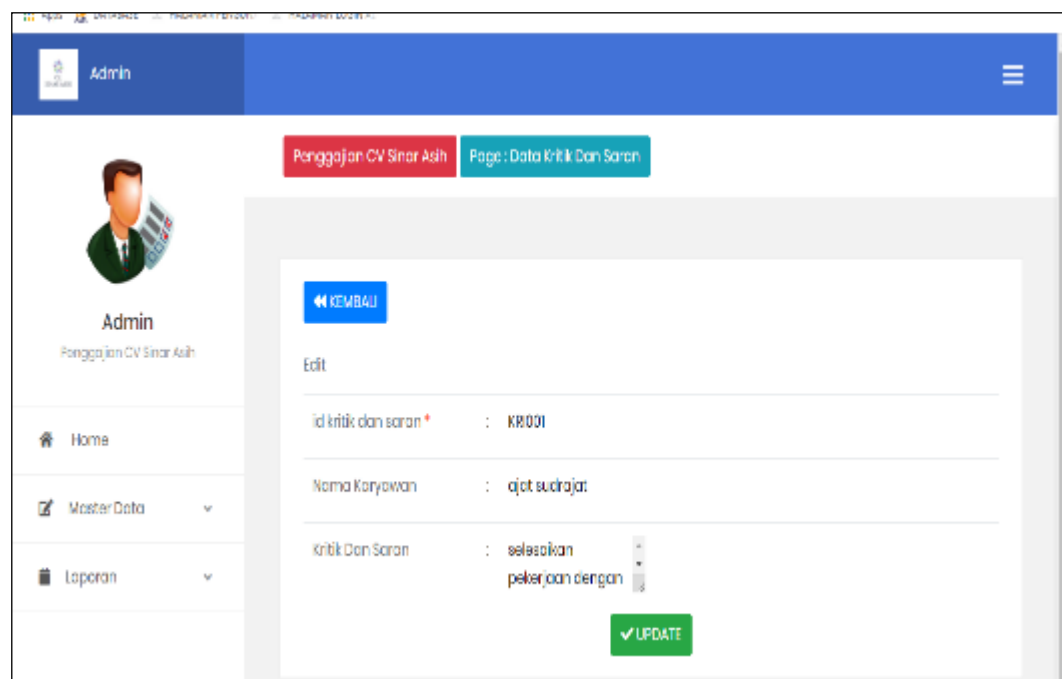 Admin
Penggajian CV Sinar Asih
Page : Data Kritik Dan Saran
Admin
Penggajian CV Sinar Asih
Home
Master Data
Laporan
KEMBALI
Edit
id kritik dan saran * : KRI001
Nama Karyawan : ajat sudrajat
Kritik Dan Saran : selesaikan
pekerjaan dengan
UPDATE